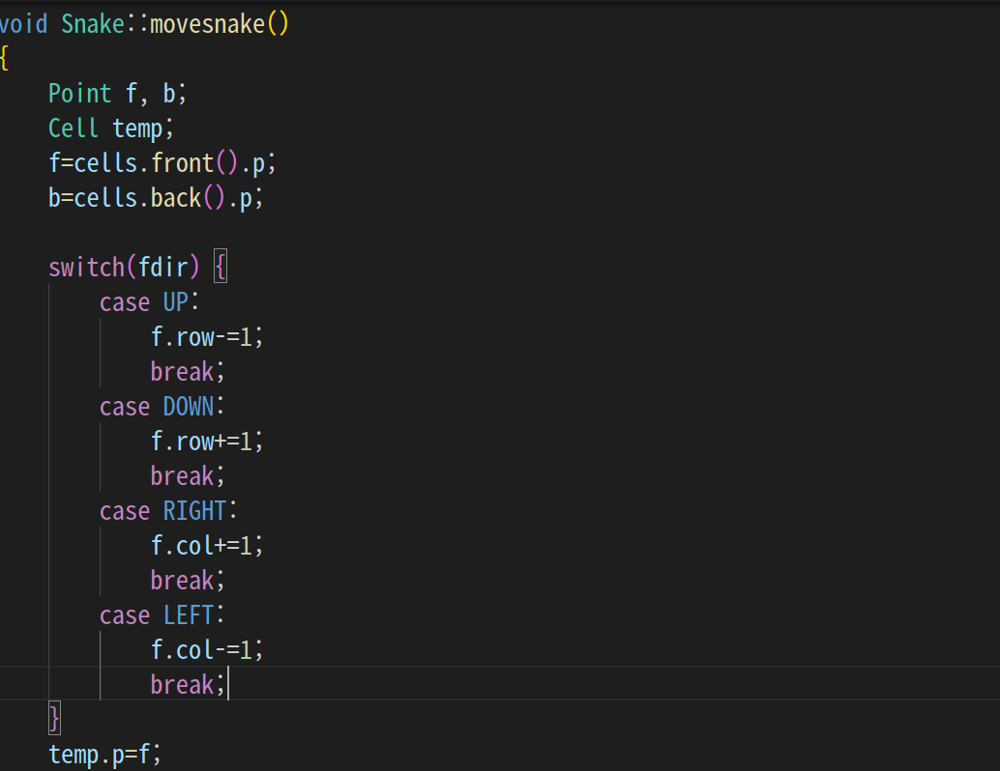 void Snake::movesnake()
{
    Point f, b;
    Cell temp;
    f=cells.front().p;
    b=cells.back().p;

    switch(fdir) {
        case UP:
            f.row-=1;
            break;
        case DOWN:
            f.row+=1;
            break;
        case RIGHT:
            f.col+=1;
            break;
        case LEFT:
            f.col-=1;
            break;
    }
    temp.p=f;